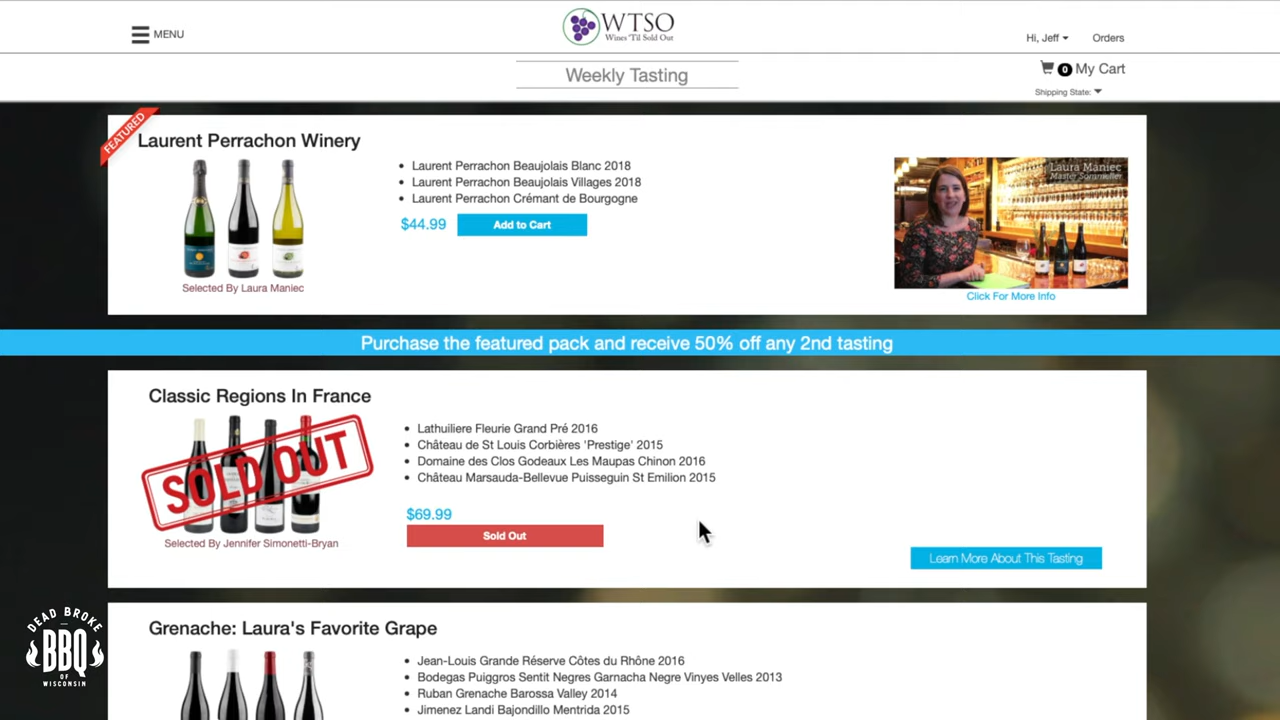 MENU
WTSO
Wines 'Til Sold Out
Hi, Jeff
Orders
Weekly Tasting
0 My Cart
Shipping State:
FEATURED
Laurent Perrachon Winery
Laurent Perrachon Beaujolais Blanc 2018
Laurent Perrachon Beaujolais Villages 2018
Laurent Perrachon Crémant de Bourgogne
$44.99
Add to Cart
Selected By Laura Maniec
Laura Maniec
Master Sommelier
Click For More Info
Purchase the featured pack and receive 50% off any 2nd tasting
Classic Regions In France
SOLD OUT
Lathuiliere Fleurie Grand Pré 2016
Château de St Louis Corbières 'Prestige' 2015
Domaine des Clos Godeaux Les Maupas Chinon 2016
Château Marsauda-Bellevue Puisseguin St Emilion 2015
$69.99
Sold Out
Selected By Jennifer Simonetti-Bryan
Learn More About This Tasting
Grenache: Laura's Favorite Grape
Jean-Louis Grande Réserve Côtes du Rhône 2016
Bodegas Puiggros Sentit Negres Garnacha Negre Vinyes Velles 2013
Ruban Grenache Barossa Valley 2014
Jimenez Landi Bajondillo Mentrida 2015
DEAD BROKE
BBQ
OF
WISCONSIN